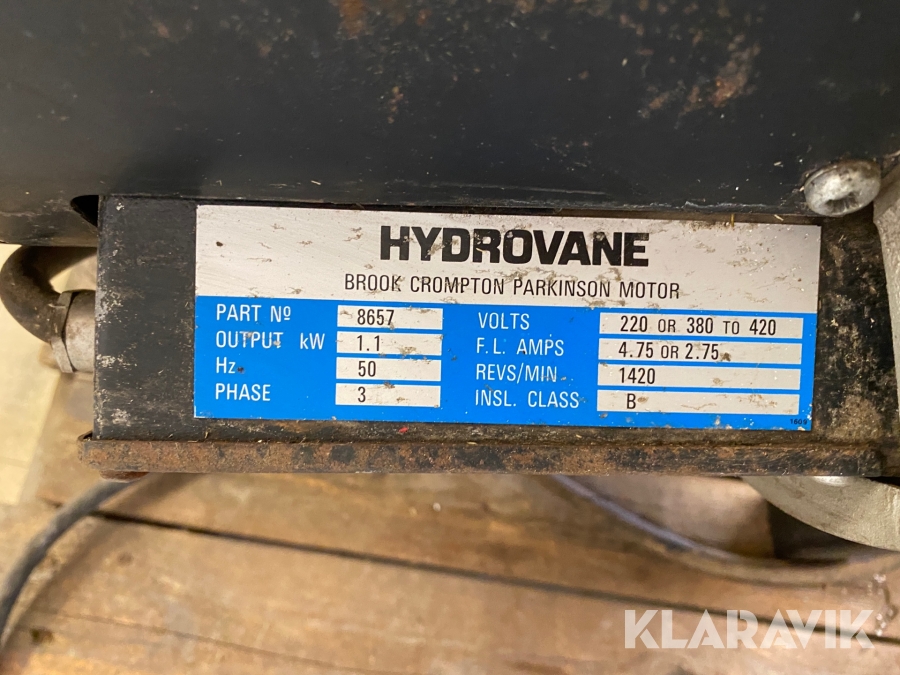 HYDROVANE
BROOK CROMPTON PARKINSON MOTOR
PART Nº 8657 VOLTS 220 OR 380 TO 420
OUTPUT kW 1.1 F.L. AMPS 4.75 OR 2.75
Hz 50 REVS/MIN 1420
PHASE 3 INSL. CLASS B
KLARAVIK